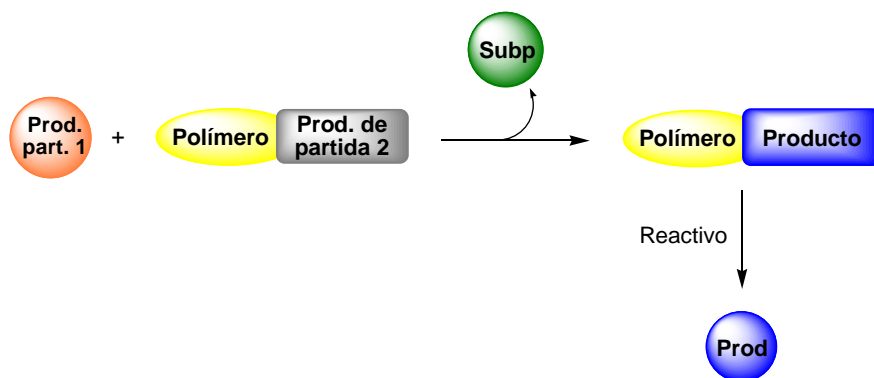 Subp
Prod.
part. 1
+
Polímero
Prod. de
partida 2
Polímero
Producto
Reactivo
Prod